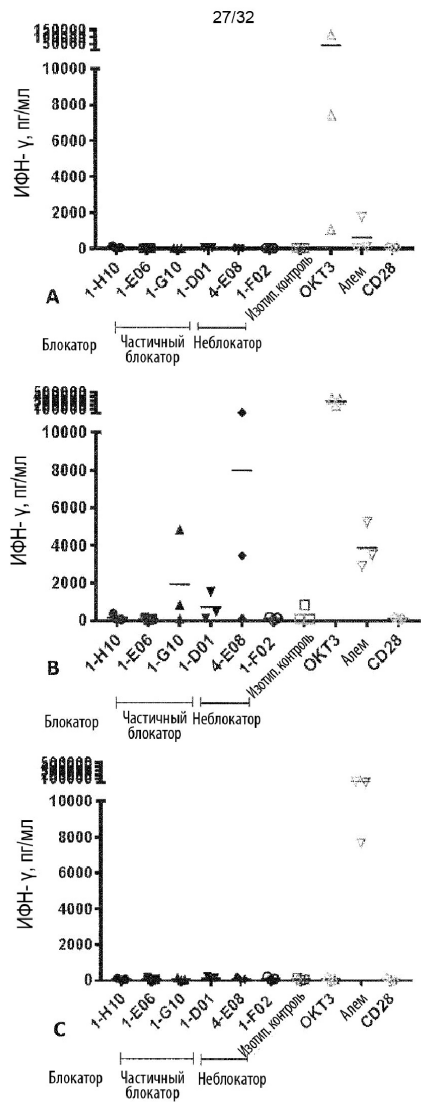 27/32
150000
50000
10000
8000
6000
4000
2000
0
ИФН- γ, пг/мл
1-H10
1-E06
1-G10
1-D01
4-E08
1-F02
Изотип. контроль
OKT3
Алем
CD28
A
Блокатор
Частичный
блокатор
Неблокатор
500000
100000
10000
8000
6000
4000
2000
0
ИФН- γ, пг/мл
1-H10
1-E06
1-G10
1-D01
4-E08
1-F02
Изотип. контроль
OKT3
Алем
CD28
B
Блокатор
Частичный
блокатор
Неблокатор
500000
100000
10000
8000
6000
4000
2000
0
ИФН- γ, пг/мл
1-H10
1-E06
1-G10
1-D01
4-E08
1-F02
Изотип. контроль
OKT3
Алем
CD28
C
Блокатор
Частичный
блокатор
Неблокатор